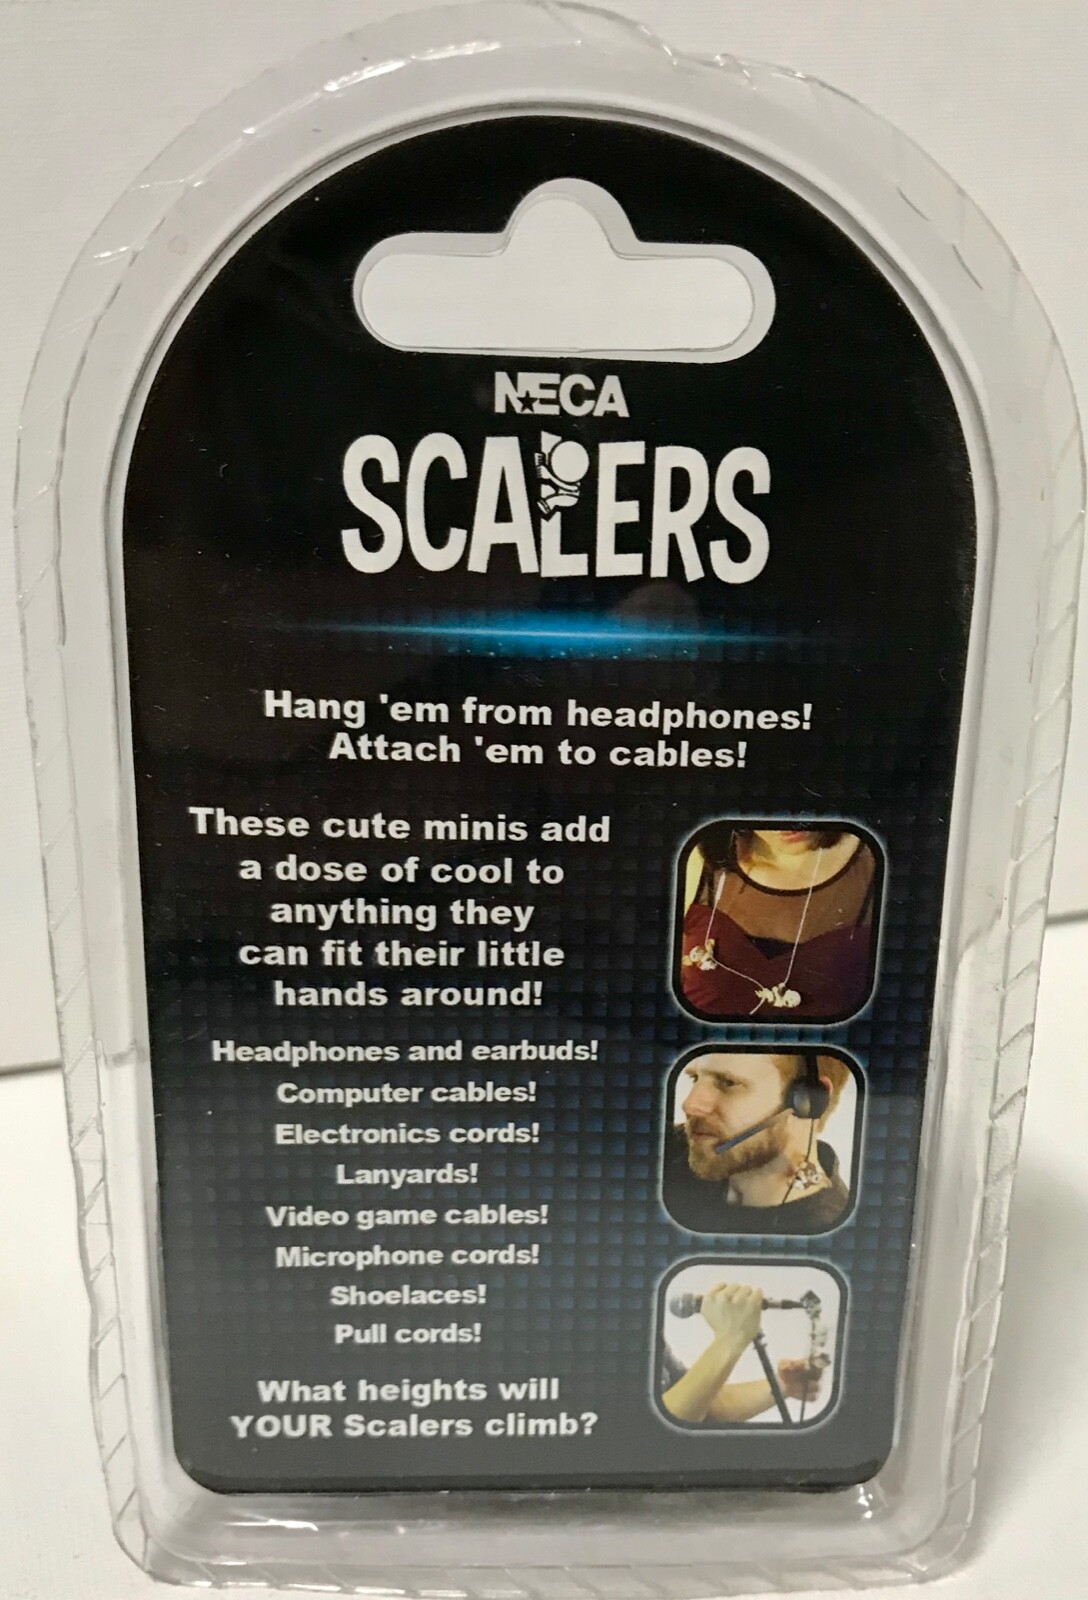 NECA
SCALERS
Hang 'em from headphones!
Attach 'em to cables!
These cute minis add
a dose of cool to
anything they
can fit their little
hands around!
Headphones and earbuds!
Computer cables!
Electronics cords!
Lanyards!
Video game cables!
Microphone cords!
Shoelaces!
Pull cords!
What heights will
YOUR Scalers climb?